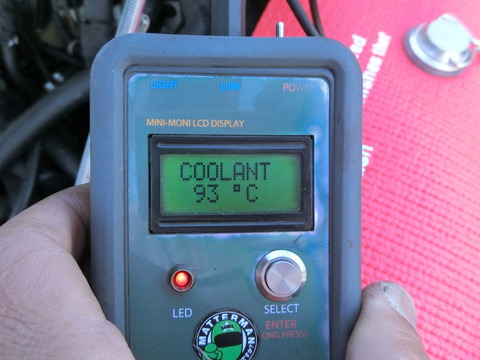 LIGHT LINK POWER
MINI-MONI LCD DISPLAY
COOLANT
93 °C
LED
SELECT
ENTER
MATTERMAN